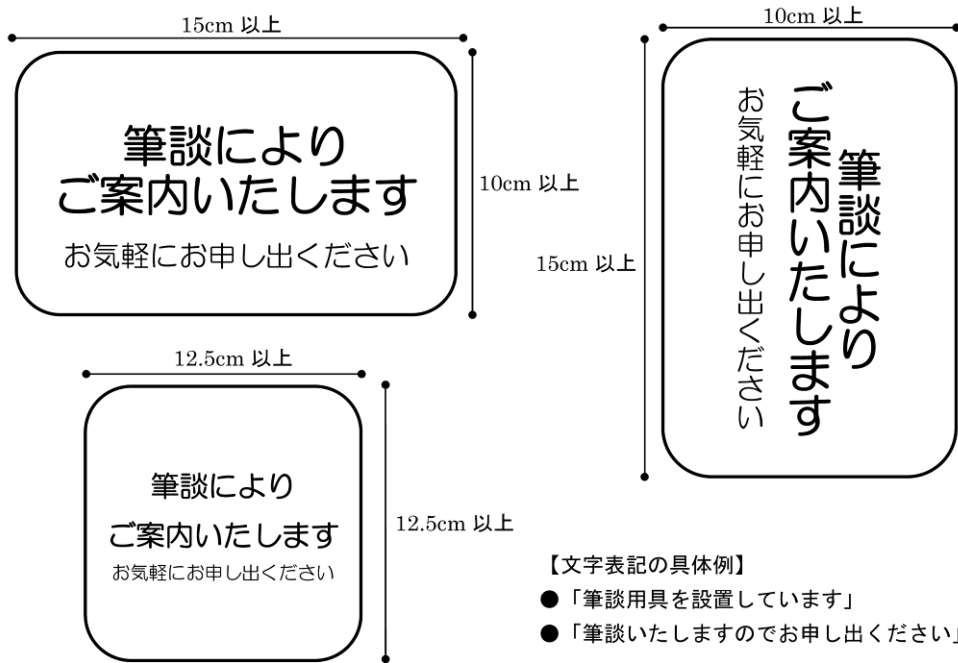 15cm 以上
筆談により
ご案内いたします
お気軽にお申し出ください
10cm 以上
10cm 以上
筆談により
ご案内いたします
お気軽にお申し出ください
15cm 以上
12.5cm 以上
筆談により
ご案内いたします
お気軽にお申し出ください
12.5cm 以上
【文字表記の具体例】
●「筆談用具を設置しています」
●「筆談いたしますのでお申し出ください」